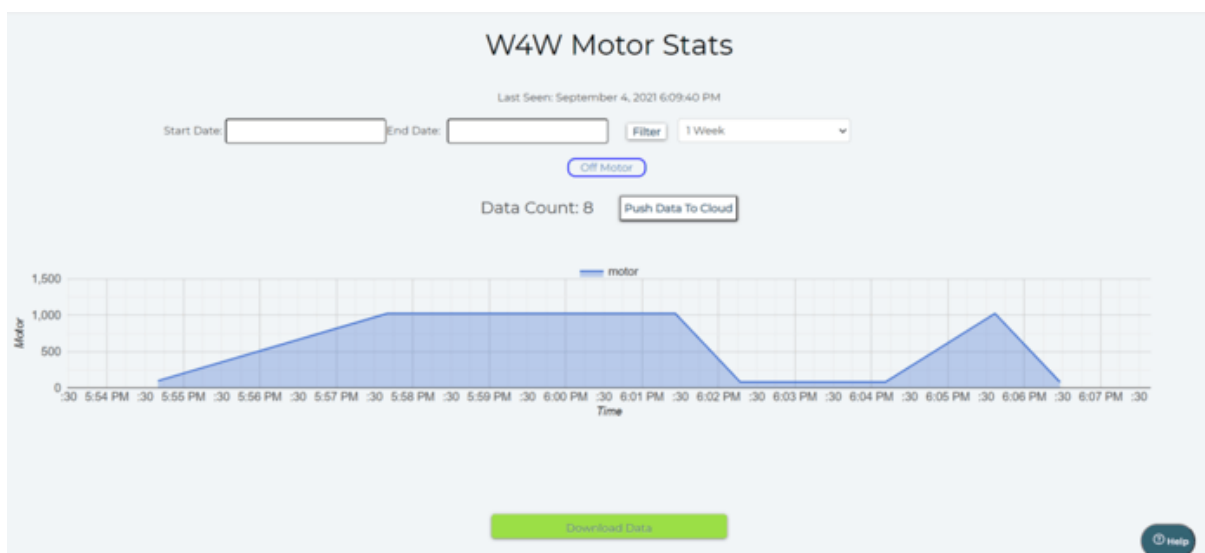 W4W Motor Stats
Last Seen: September 4, 2021 6:09:40 PM
Start Date: End Date: Filter 1 Week
Off Motor
Data Count: 8 Push Data To Cloud
motor
1,500
1,000
500
0
Motor
:30 5:54 PM :30 5:55 PM :30 5:56 PM :30 5:57 PM :30 5:58 PM :30 5:59 PM :30 6:00 PM :30 6:01 PM :30 6:02 PM :30 6:03 PM :30 6:04 PM :30 6:05 PM :30 6:06 PM :30 6:07 PM :30
Time
Download Data
? Help